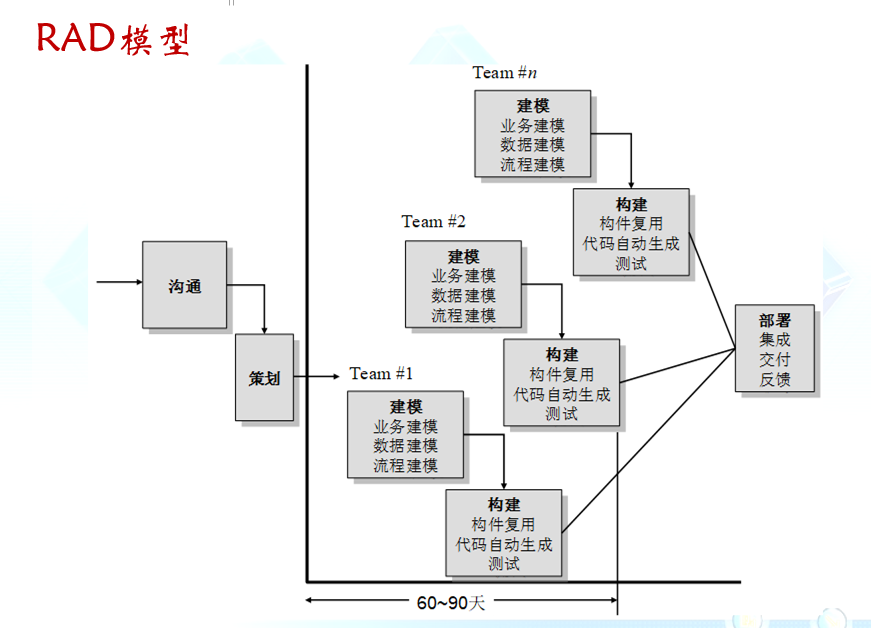 RAD模型
Team #n
建模
业务建模
数据建模
流程建模
构建
构件复用
代码自动生成
测试
Team #2
建模
业务建模
数据建模
流程建模
构建
构件复用
代码自动生成
测试
沟通
策划
Team #1
建模
业务建模
数据建模
流程建模
构建
构件复用
代码自动生成
测试
部署
集成
交付
反馈
60~90天